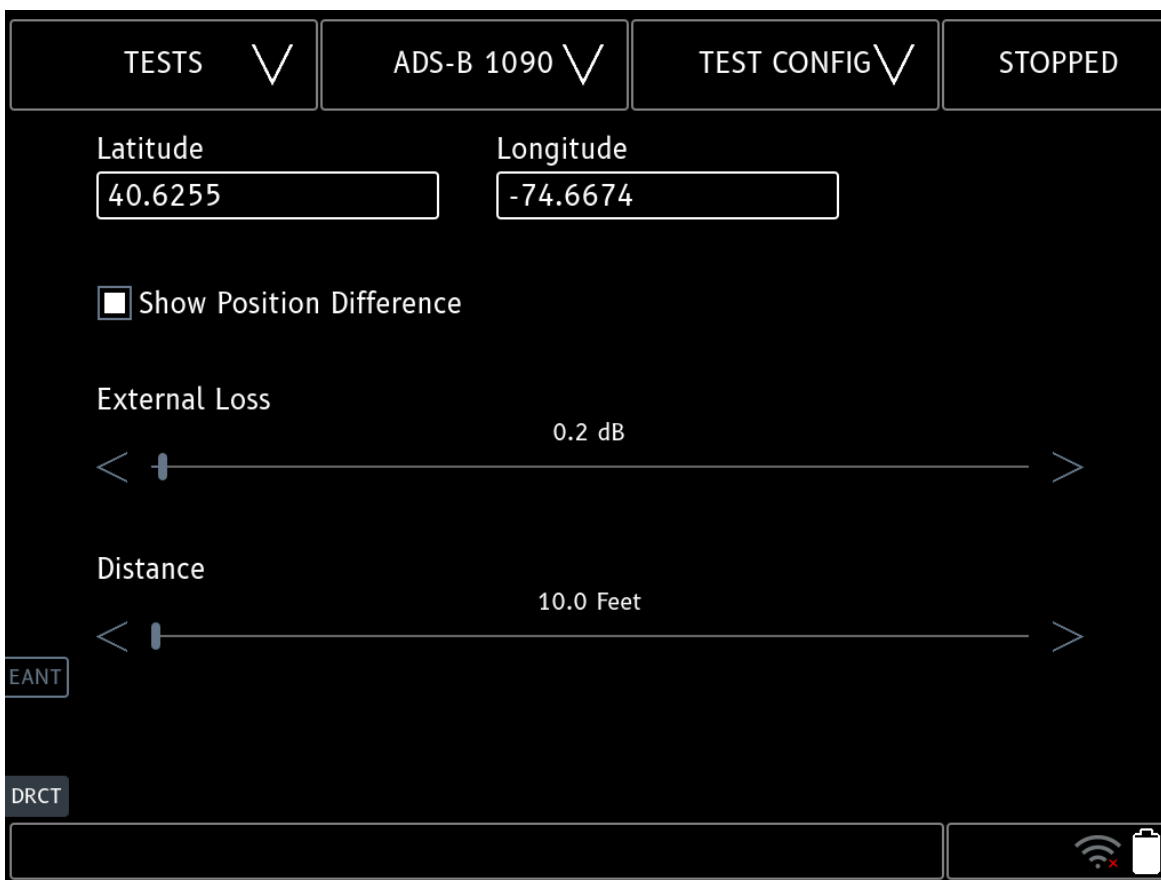 TESTS
ADS-B 1090
TEST CONFIG
STOPPED
Latitude
Longitude
40.6255
-74.6674
Show Position Difference
External Loss
0.2 dB
Distance
10.0 Feet
EANT
DRCT